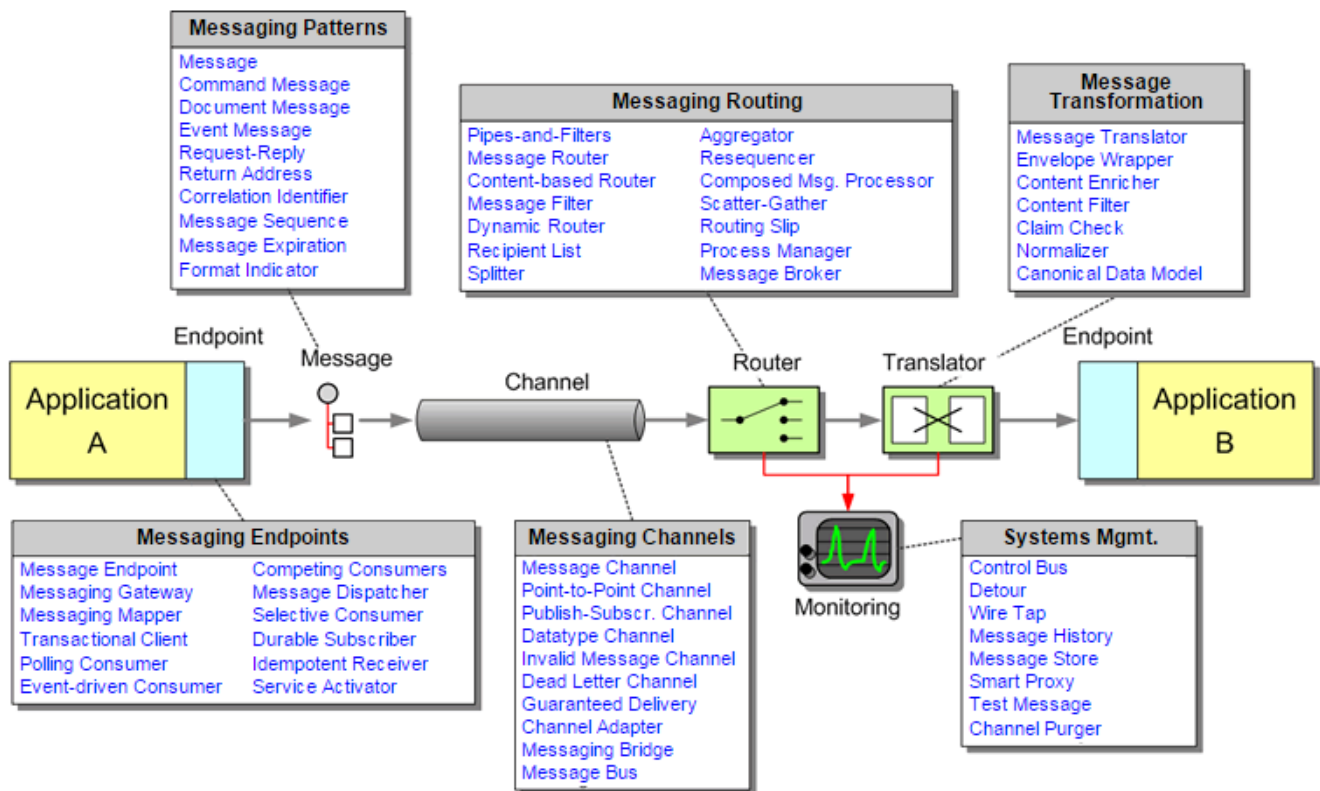 Messaging Patterns
Message
Command Message
Document Message
Event Message
Request-Reply
Return Address
Correlation Identifier
Message Sequence
Message Expiration
Format Indicator
Messaging Routing
Pipes-and-Filters
Message Router
Content-based Router
Message Filter
Dynamic Router
Recipient List
Splitter
Aggregator
Resequencer
Composed Msg. Processor
Scatter-Gather
Routing Slip
Process Manager
Message Broker
Message
Transformation
Message Translator
Envelope Wrapper
Content Enricher
Content Filter
Claim Check
Normalizer
Canonical Data Model
Endpoint
Message
Channel
Router
Translator
Endpoint
Application
A
Application
B
Messaging Endpoints
Message Endpoint
Messaging Gateway
Messaging Mapper
Transactional Client
Polling Consumer
Event-driven Consumer
Competing Consumers
Message Dispatcher
Selective Consumer
Durable Subscriber
Idempotent Receiver
Service Activator
Messaging Channels
Message Channel
Point-to-Point Channel
Publish-Subscr. Channel
Datatype Channel
Invalid Message Channel
Dead Letter Channel
Guaranteed Delivery
Channel Adapter
Messaging Bridge
Message Bus
Monitoring
Systems Mgmt.
Control Bus
Detour
Wire Tap
Message History
Message Store
Smart Proxy
Test Message
Channel Purger